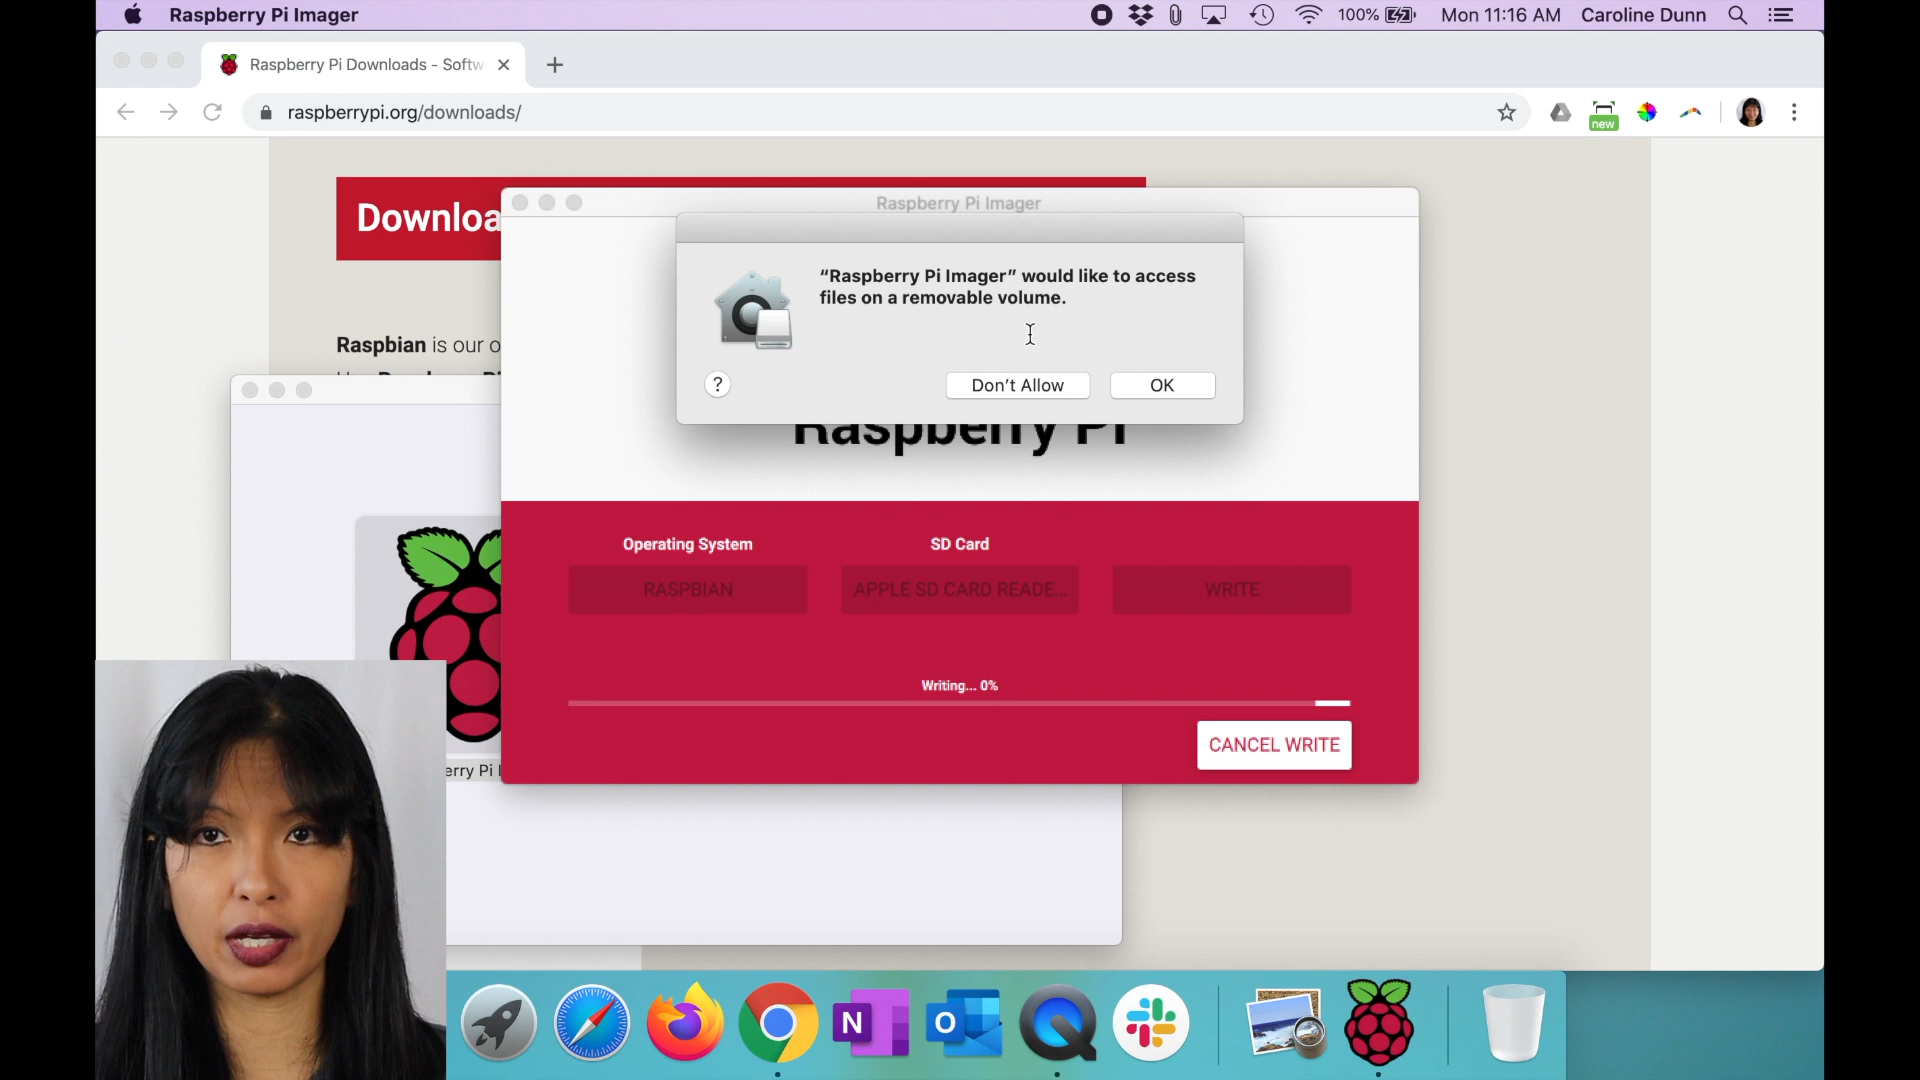 Raspberry Pi Imager
100%
Mon 11:16 AM
Caroline Dunn
Raspberry Pi Downloads - Softw
raspberrypi.org/downloads/
new
Downloa
Raspberry Pi Imager
“Raspberry Pi Imager” would like to access
files on a removable volume.
?
Don’t Allow
OK
Raspbian is our o
Raspberry Pi
Operating System
SD Card
RASPBIAN
APPLE SD CARD READE...
WRITE
Writing... 0%
CANCEL WRITE
erry Pi I
N
O